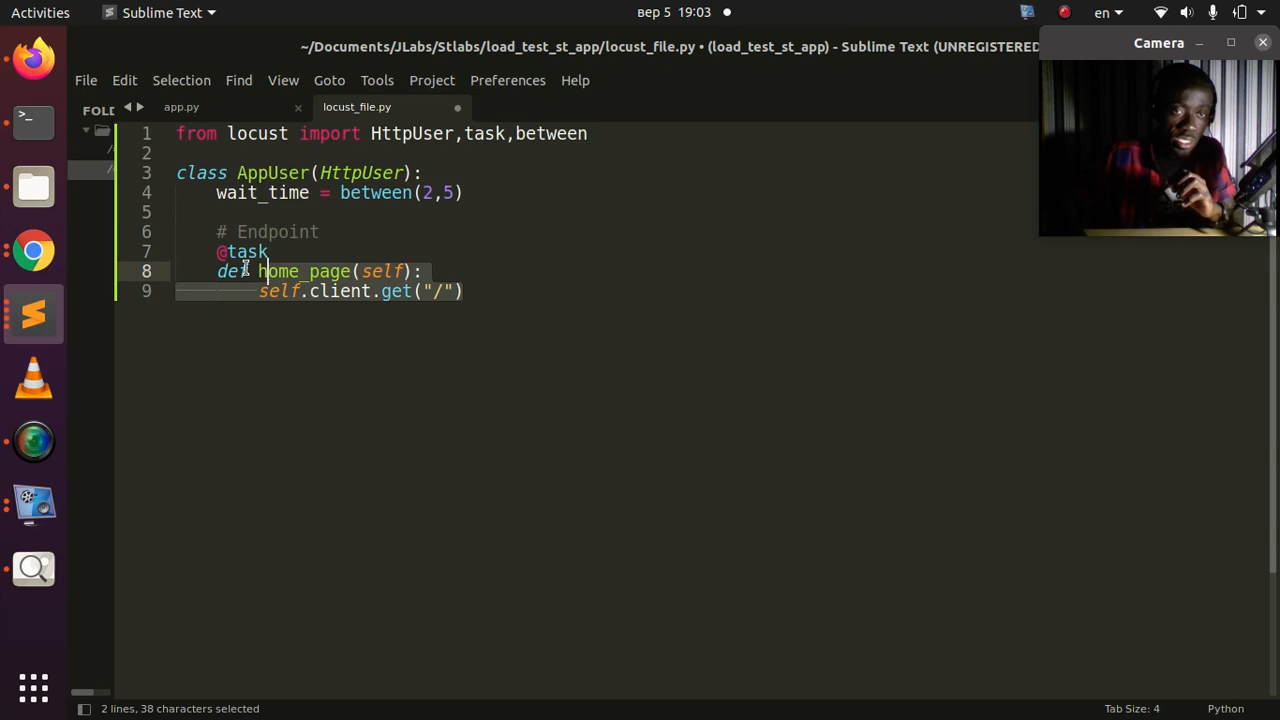 Activities
Sublime Text
вер 5 19:03
en
~/Documents/JLabs/Stlabs/load_test_st_app/locust_file.py • (load_test_st_app) - Sublime Text (UNREGISTERED
Camera
File Edit Selection Find View Goto Tools Project Preferences Help
FOLD
app.py
locust_file.py
1 from locust import HttpUser,task,between
2
3 class AppUser(HttpUser):
4 wait_time = between(2,5)
5
6 # Endpoint
7 @task
8 def home_page(self):
9 self.client.get("/")
2 lines, 38 characters selected
Tab Size: 4
Python